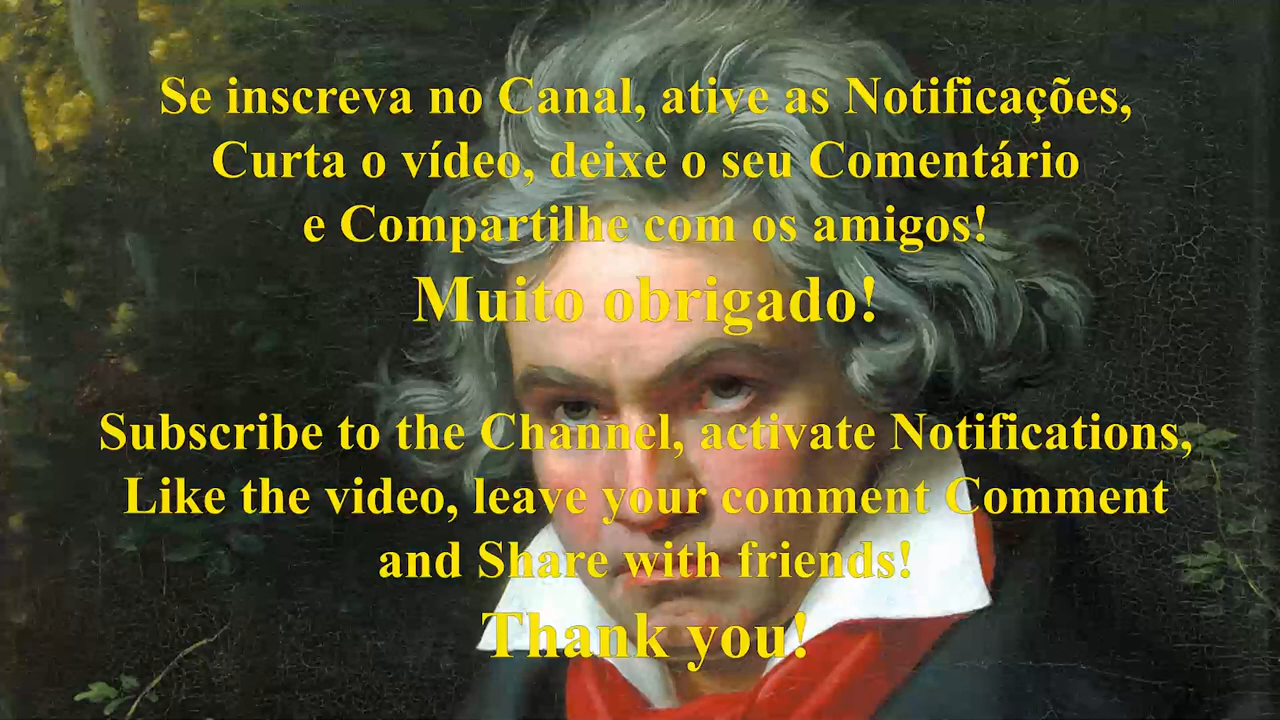 Se inscreva no Canal, ative as Notificações,
Curta o vídeo, deixe o seu Comentário
e Compartilhe com os amigos!
Muito obrigado!
Subscribe to the Channel, activate Notifications,
Like the video, leave your comment Comment
and Share with friends!
Thank you!